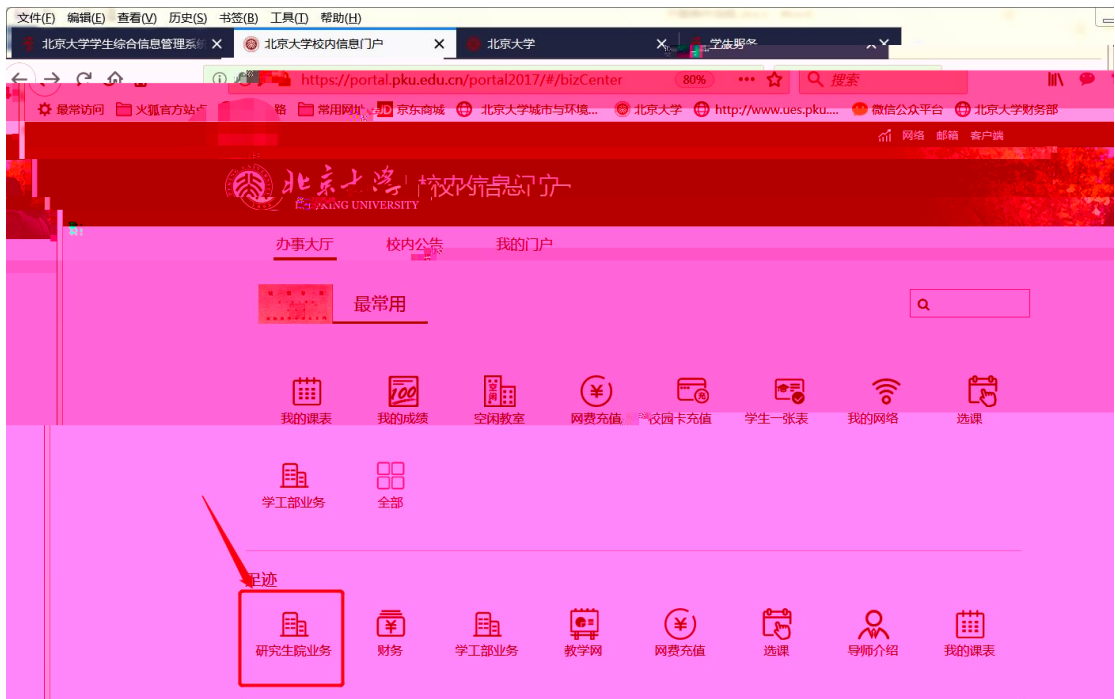 文件(F) 编辑(E) 查看(V) 历史(S) 书签(B) 工具(T) 帮助(H)
北京大学学生综合信息管理系统 北京大学校内信息门户 北京大学
https://portal.pku.edu.cn/portal2017/#/bizCenter 80% 搜索
最常访问 火狐官方站点 常用网址 JD 京东商城 北京大学城市与环境... 北京大学 http://www.ues.pku.... 微信公众平台 北京大学财务部
网络 邮箱 客户端
北京大学 校内信息门户
PEKING UNIVERSITY
办事大厅 校内公告 我的门户
最常用
我的课表 我的成绩 空闲教室 网费充值 校园卡充值 学生一张表 我的网络 选课
学工部业务 全部
足迹
研究生院业务 财务 学工部业务 教学网 网费充值 选课 导师介绍 我的课表